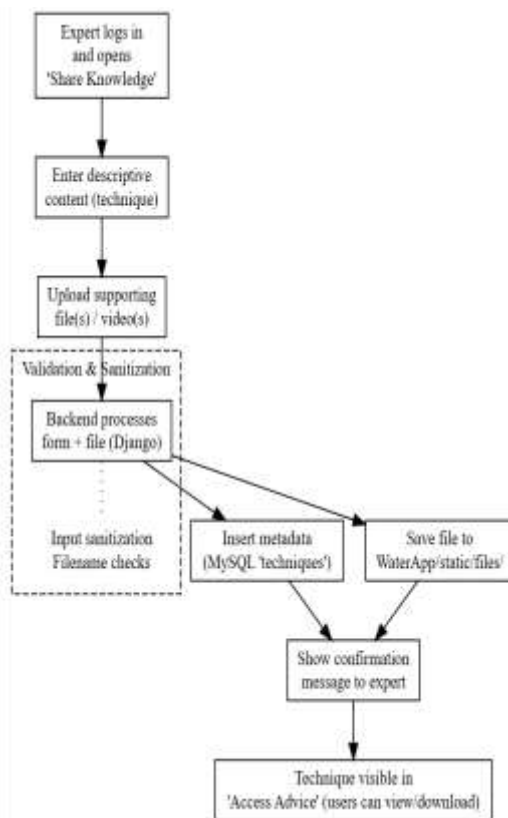 Expert logs in
and opens
'Share Knowledge'
Enter descriptive
content (technique)
Upload supporting
file(s) / video(s)
Validation & Sanitization
Backend processes
form + file (Django)
Input sanitization
Filename checks
Insert metadata
(MySQL 'techniques')
Save file to
WaterApp/static/files/
Show confirmation
message to expert
Technique visible in
'Access Advice' (users can view/download)